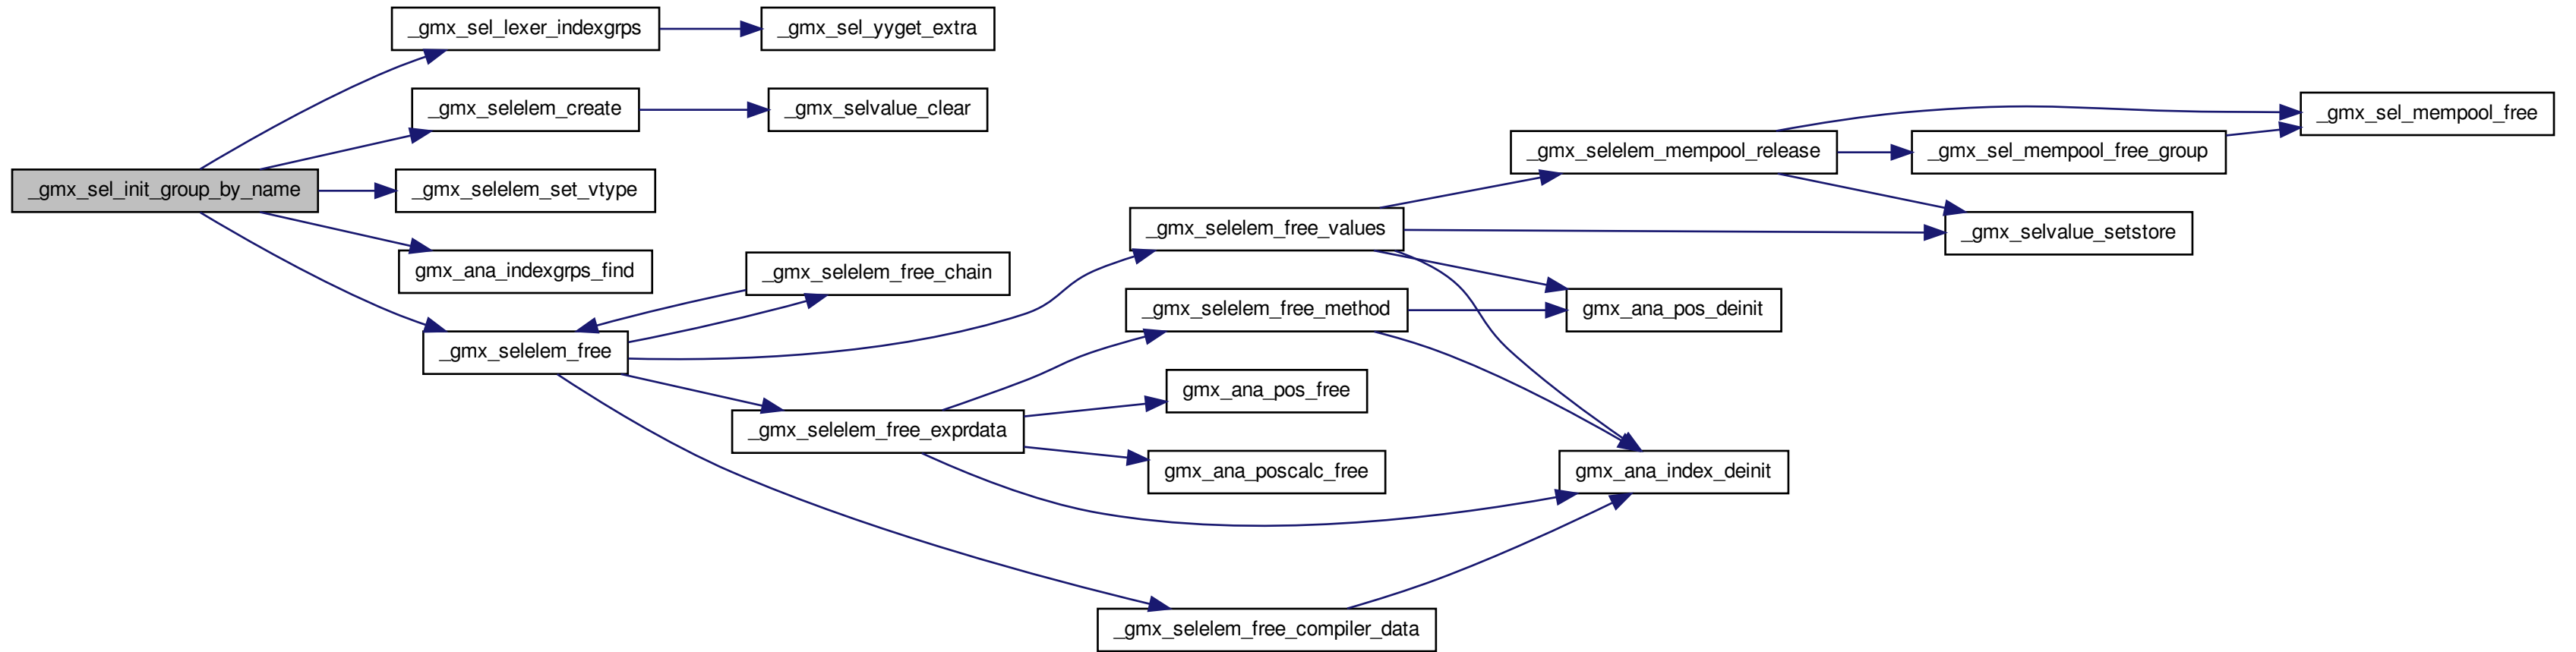 _gmx_sel_lexer_indexgrps
_gmx_sel_yyget_extra
_gmx_selelem_create
_gmx_selvalue_clear
_gmx_sel_mempool_free
_gmx_selelem_mempool_release
_gmx_sel_mempool_free_group
_gmx_sel_init_group_by_name
_gmx_selelem_set_vtype
_gmx_selelem_free_values
_gmx_selvalue_setstore
gmx_ana_indexgrps_find
_gmx_selelem_free_chain
_gmx_selelem_free_method
gmx_ana_pos_deinit
_gmx_selelem_free
gmx_ana_pos_free
_gmx_selelem_free_exprdata
gmx_ana_poscalc_free
gmx_ana_index_deinit
_gmx_selelem_free_compiler_data